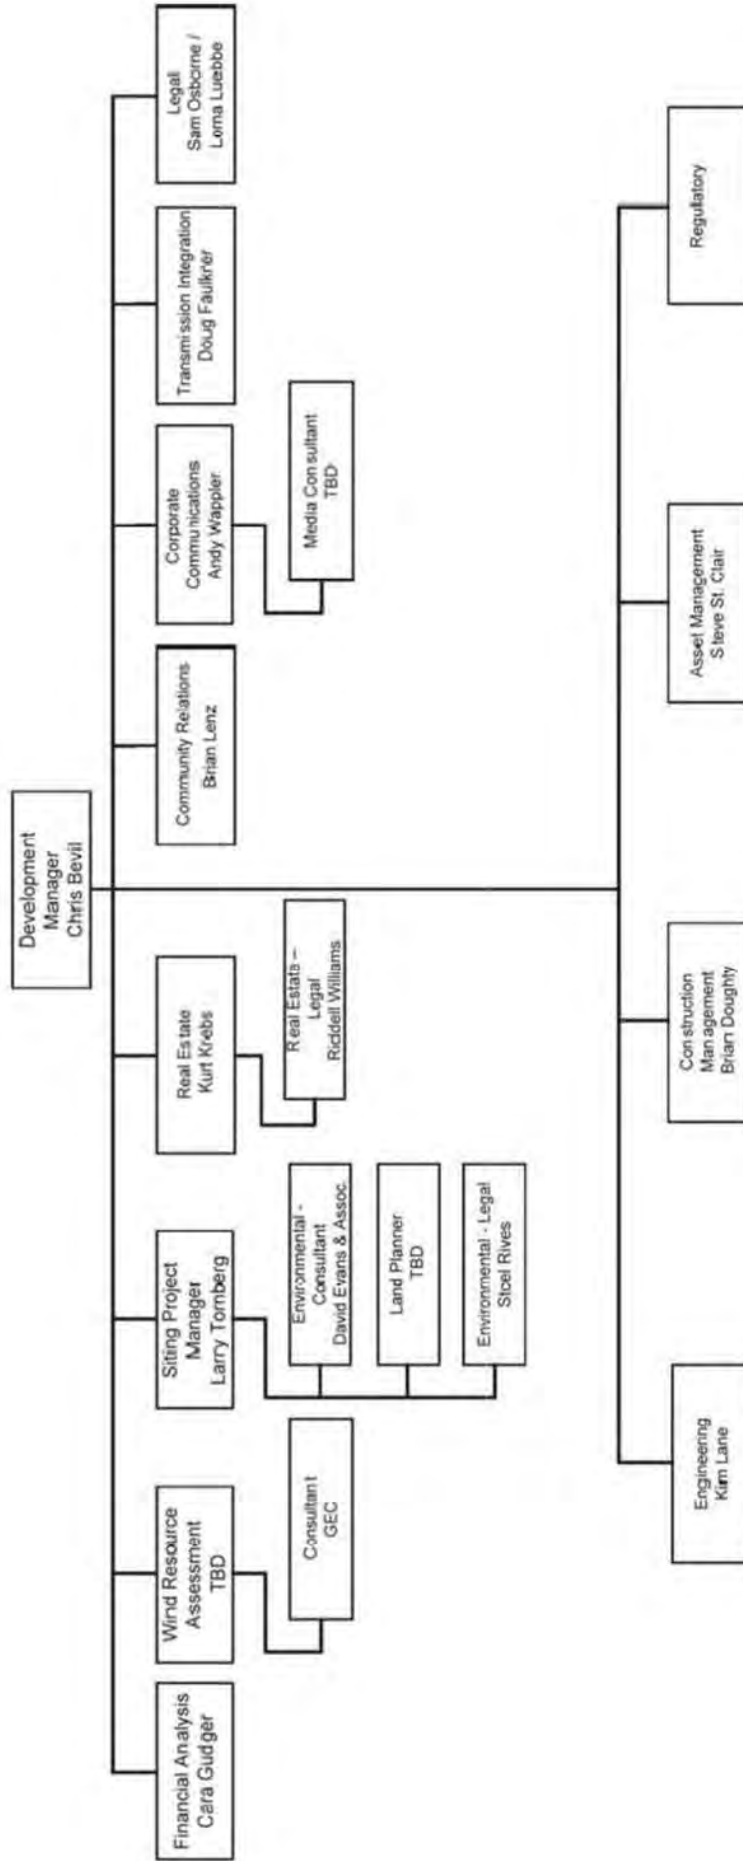 Development
Manager
Chris Bevil
Financial Analysis
Cara Gudger
Wind Resource
Assessment
TBD
Consultant
GEC
Sitting Project
Manager
Larry Tornberg
Environmental -
Consultant
David Evans & Assoc.
Land Planner
TBD
Environmental - Legal
Stoel Rives
Real Estate
Kurt Krebs
Real Estate –
Legal
Riddell Williams
Community Relations
Brian Lenz
Corporate
Communications
Andy Wappler
Media Consultant
TBD
Transmission Integration
Doug Faulkner
Legal
Sam Osborne /
Lorna Luebbe
Engineering
Kim Lane
Construction
Management
Brian Doughty
Asset Management
Steve St. Clair
Regulatory